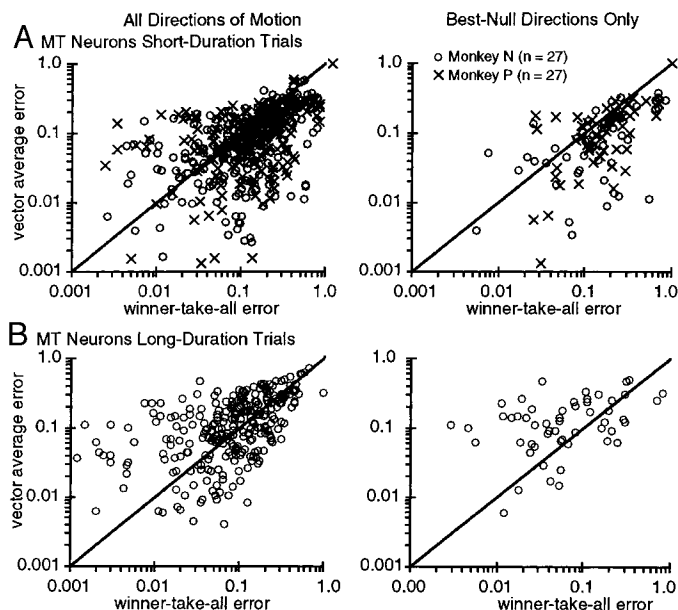 All Directions of Motion
Best-Null Directions Only
A MT Neurons Short-Duration Trials
Monkey N (n = 27)
Monkey P (n = 27)
vector average error
1.0
0.1
0.01
0.001
0.001 0.01 0.1 1.0
winner-take-all error
1.0
0.1
0.01
0.001
0.00 0.01 0.1 1.0
winner-take-all error
B MT Neurons Long-Duration Trials
vector average error
1.0
0.1
0.01
0.001
0.00 0.01 0.1 1.0
winner-take-all error
1.0
0.1
0.01
0.001
0.00 0.01 0.1 1.0
winner-take-all error